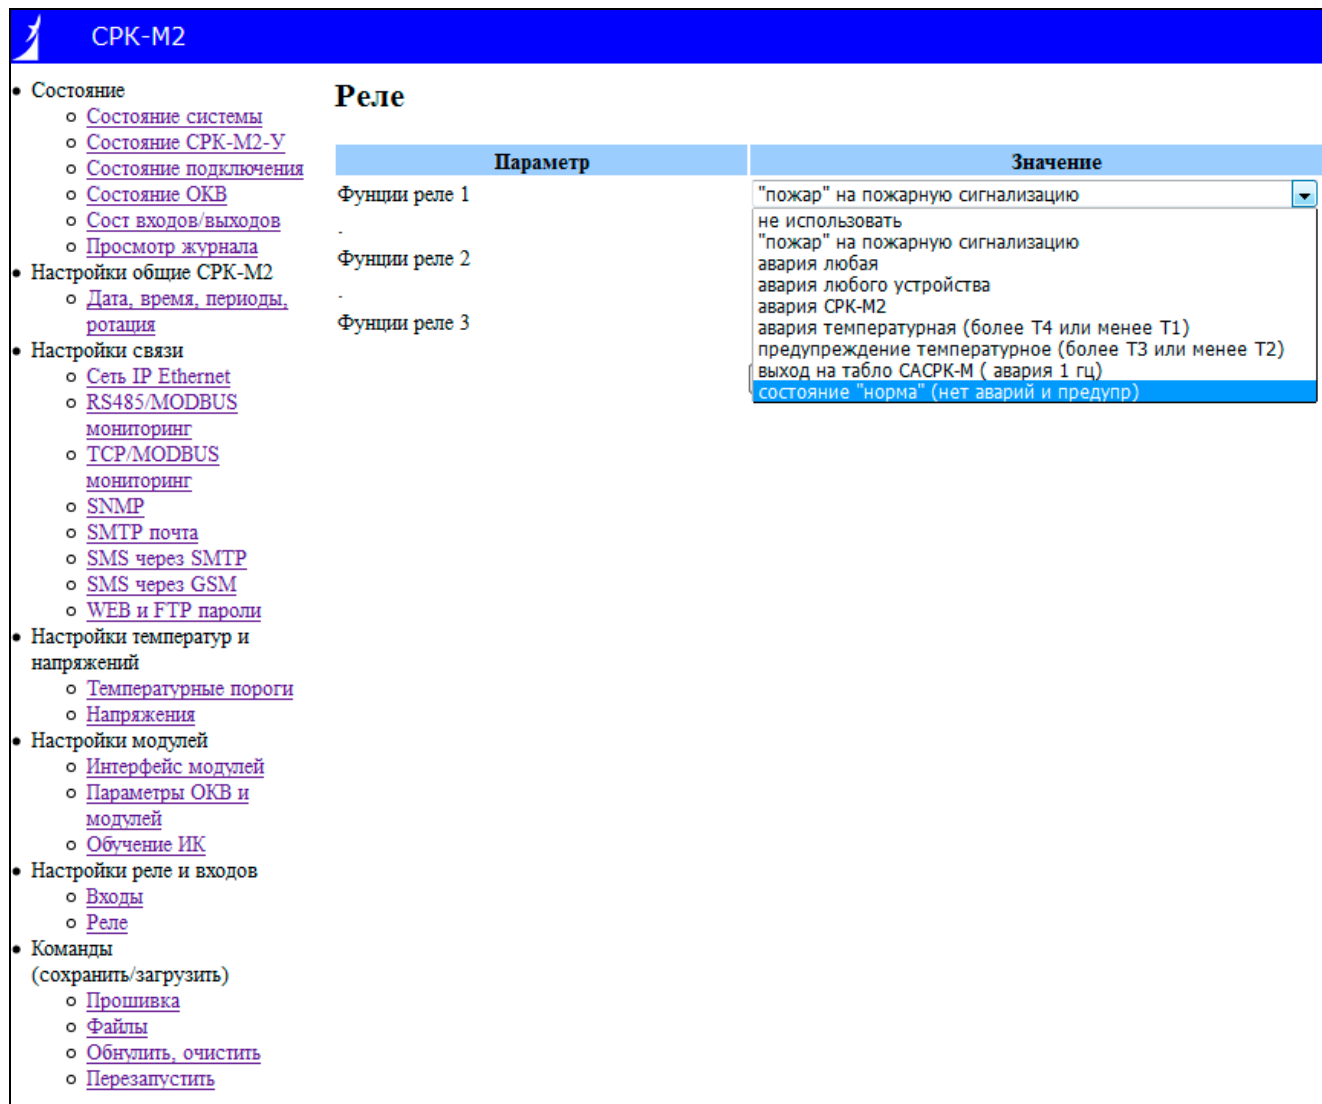 СРК-М2
Состояние
Состояние системы
Состояние СРК-М2-У
Состояние подключения
Состояние ОКВ
Сост входов/выходов
Просмотр журнала
Настройки общие СРК-М2
Дата, время, периоды,
ротация
Настройки связи
Сеть IP Ethernet
RS485/MODBUS
мониторинг
TCP/MODBUS
мониторинг
SNMP
SMTP почта
SMS через SMTP
SMS через GSM
WEB и FTP пароли
Настройки температур и
напряжений
Температурные пороги
Напряжения
Настройки модулей
Интерфейс модулей
Параметры ОКВ и
модулей
Обучение ИК
Настройки реле и входов
Входы
Реле
Команды
(сохранить/загрузить)
Прошивка
Файлы
Обнулить, очистить
Перезапустить
Реле
Параметр Значение
Фунции реле 1 "пожар" на пожарную сигнализацию
.
Фунции реле 2
.
Фунции реле 3
не использовать
"пожар" на пожарную сигнализацию
авария любая
авария любого устройства
авария СРК-М2
авария температурная (более Т4 или менее Т1)
предупреждение температурное (более Т3 или менее Т2)
выход на табло САСРК-М ( авария 1 гц)
состояние "норма" (нет аварий и предупр)